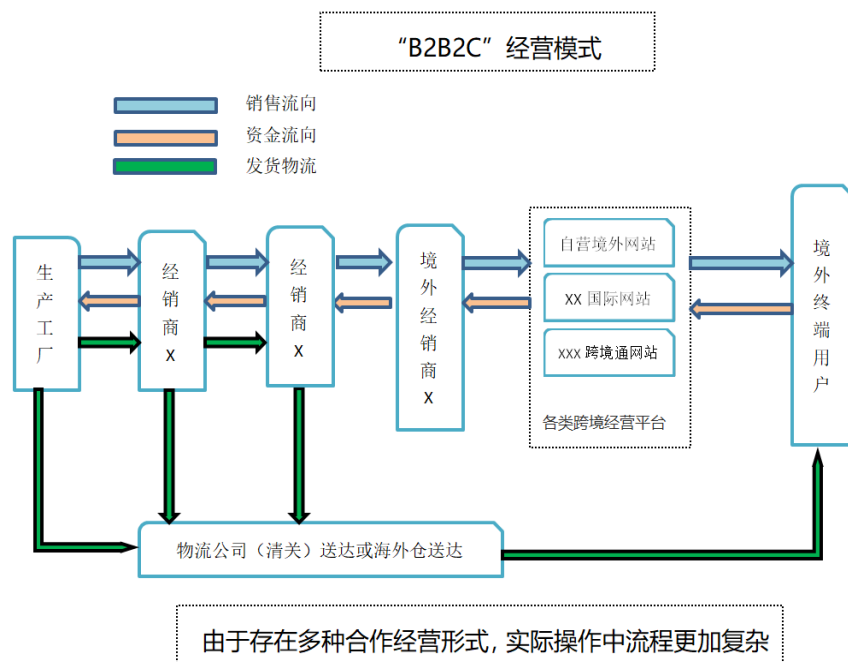 “B2B2C”经营模式
销售流向
资金流向
发货物流
生产工厂
经销商X
经销商X
境外经销商X
自营境外网站
XX 国际网站
XXX 跨境通网站
各类跨境经营平台
境外终端用户
物流公司（清关）送达或海外仓送达
由于存在多种合作经营形式，实际操作中流程更加复杂